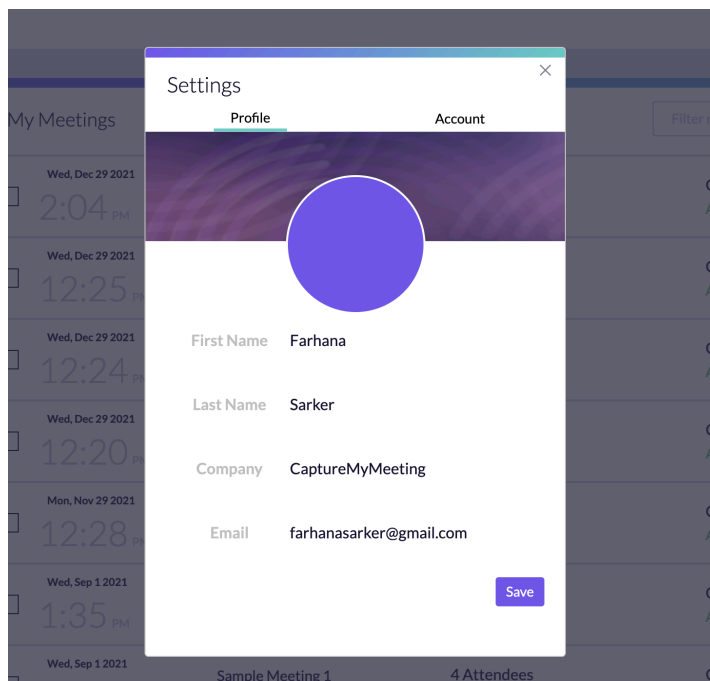 Settings
Profile Account
First Name Farhana
Last Name Sarker
Company CaptureMyMeeting
Email farhanasarker@gmail.com
Save
My Meetings
Filter
Wed, Dec 29 2021
2:04 PM
Wed, Dec 29 2021
12:25
Wed, Dec 29 2021
12:24
Wed, Dec 29 2021
12:20
Mon, Nov 29 2021
12:28
Wed, Sep 1 2021
1:35 PM
Wed, Sep 1 2021
Sample Meeting 1 4 Attendees